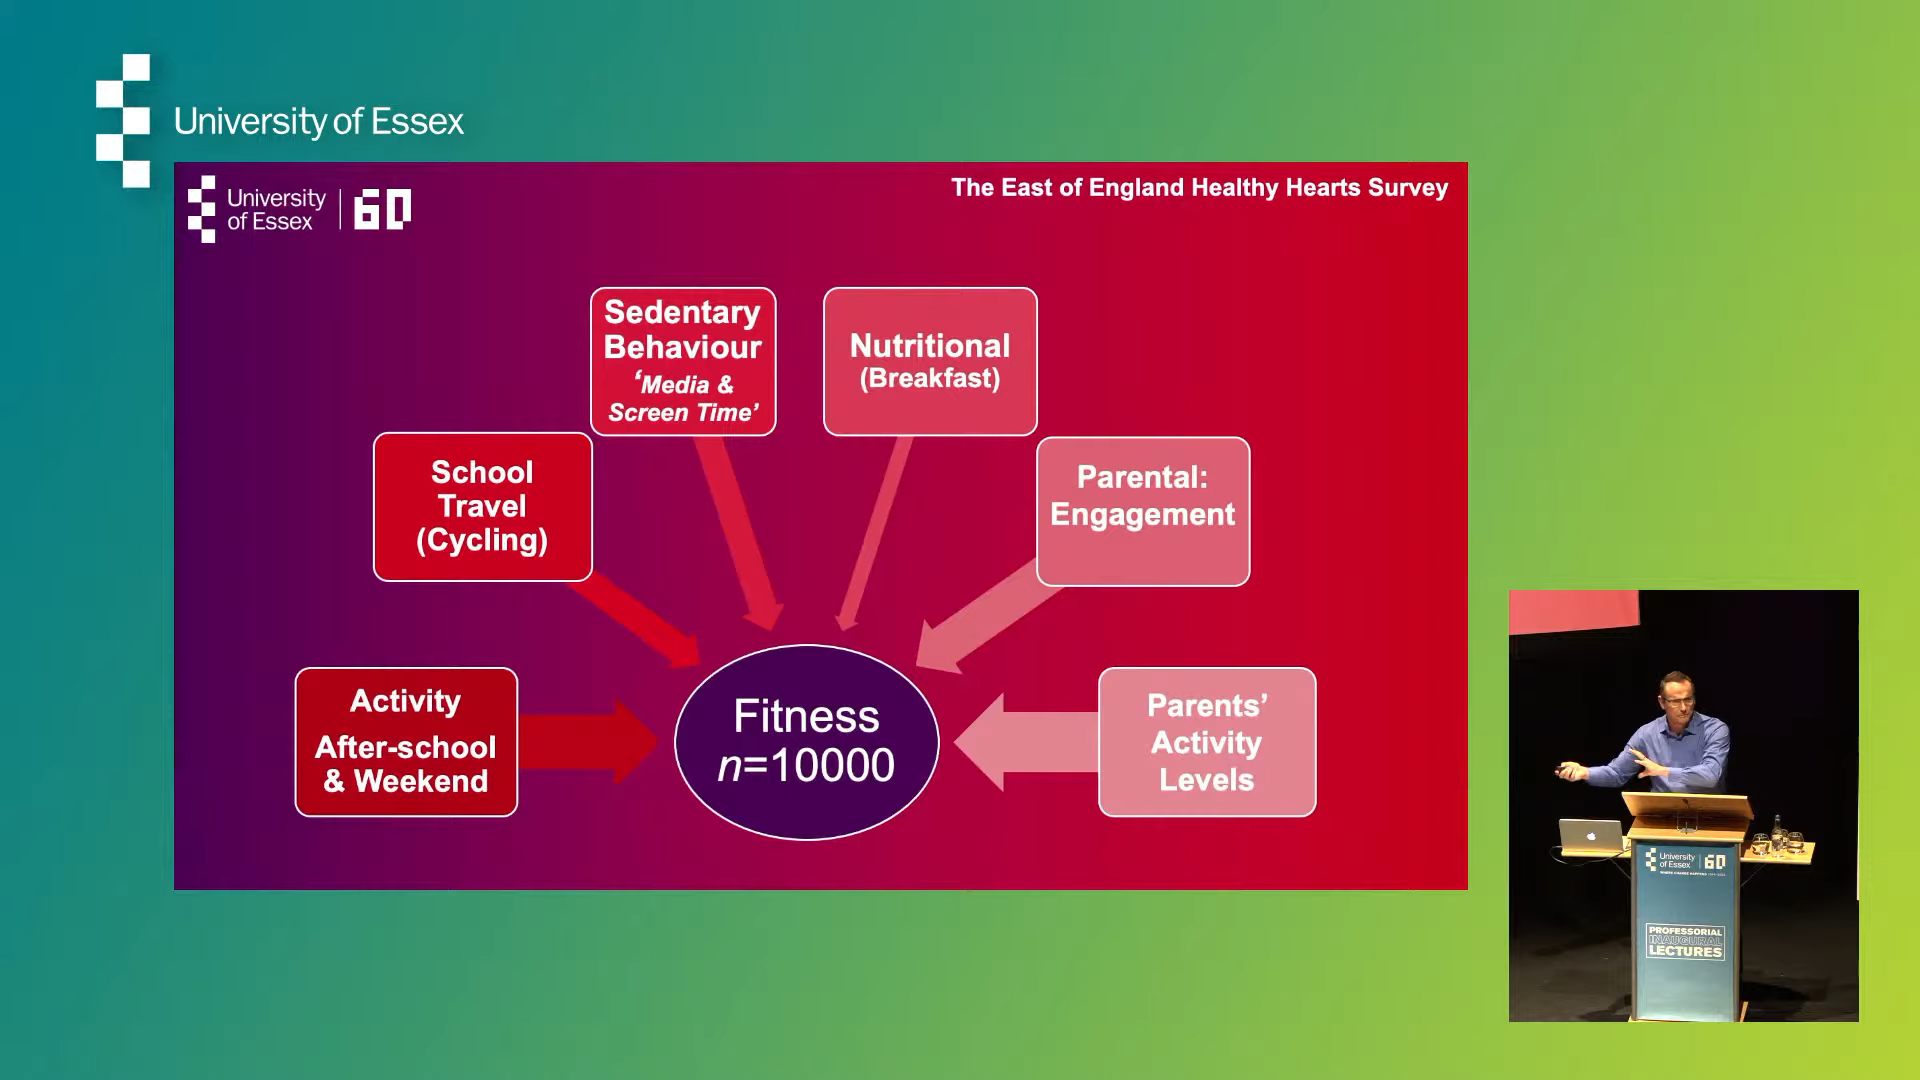 University of Essex
University
of Essex
60
The East of England Healthy Hearts Survey
Sedentary
Behaviour
‘Media &
Screen Time’
Nutritional
(Breakfast)
School
Travel
(Cycling)
Parental:
Engagement
Activity
After-school
& Weekend
Fitness
n=10000
Parents’
Activity
Levels
University
of Essex
60
PROFESSORIAL
INAUGURAL
LECTURES